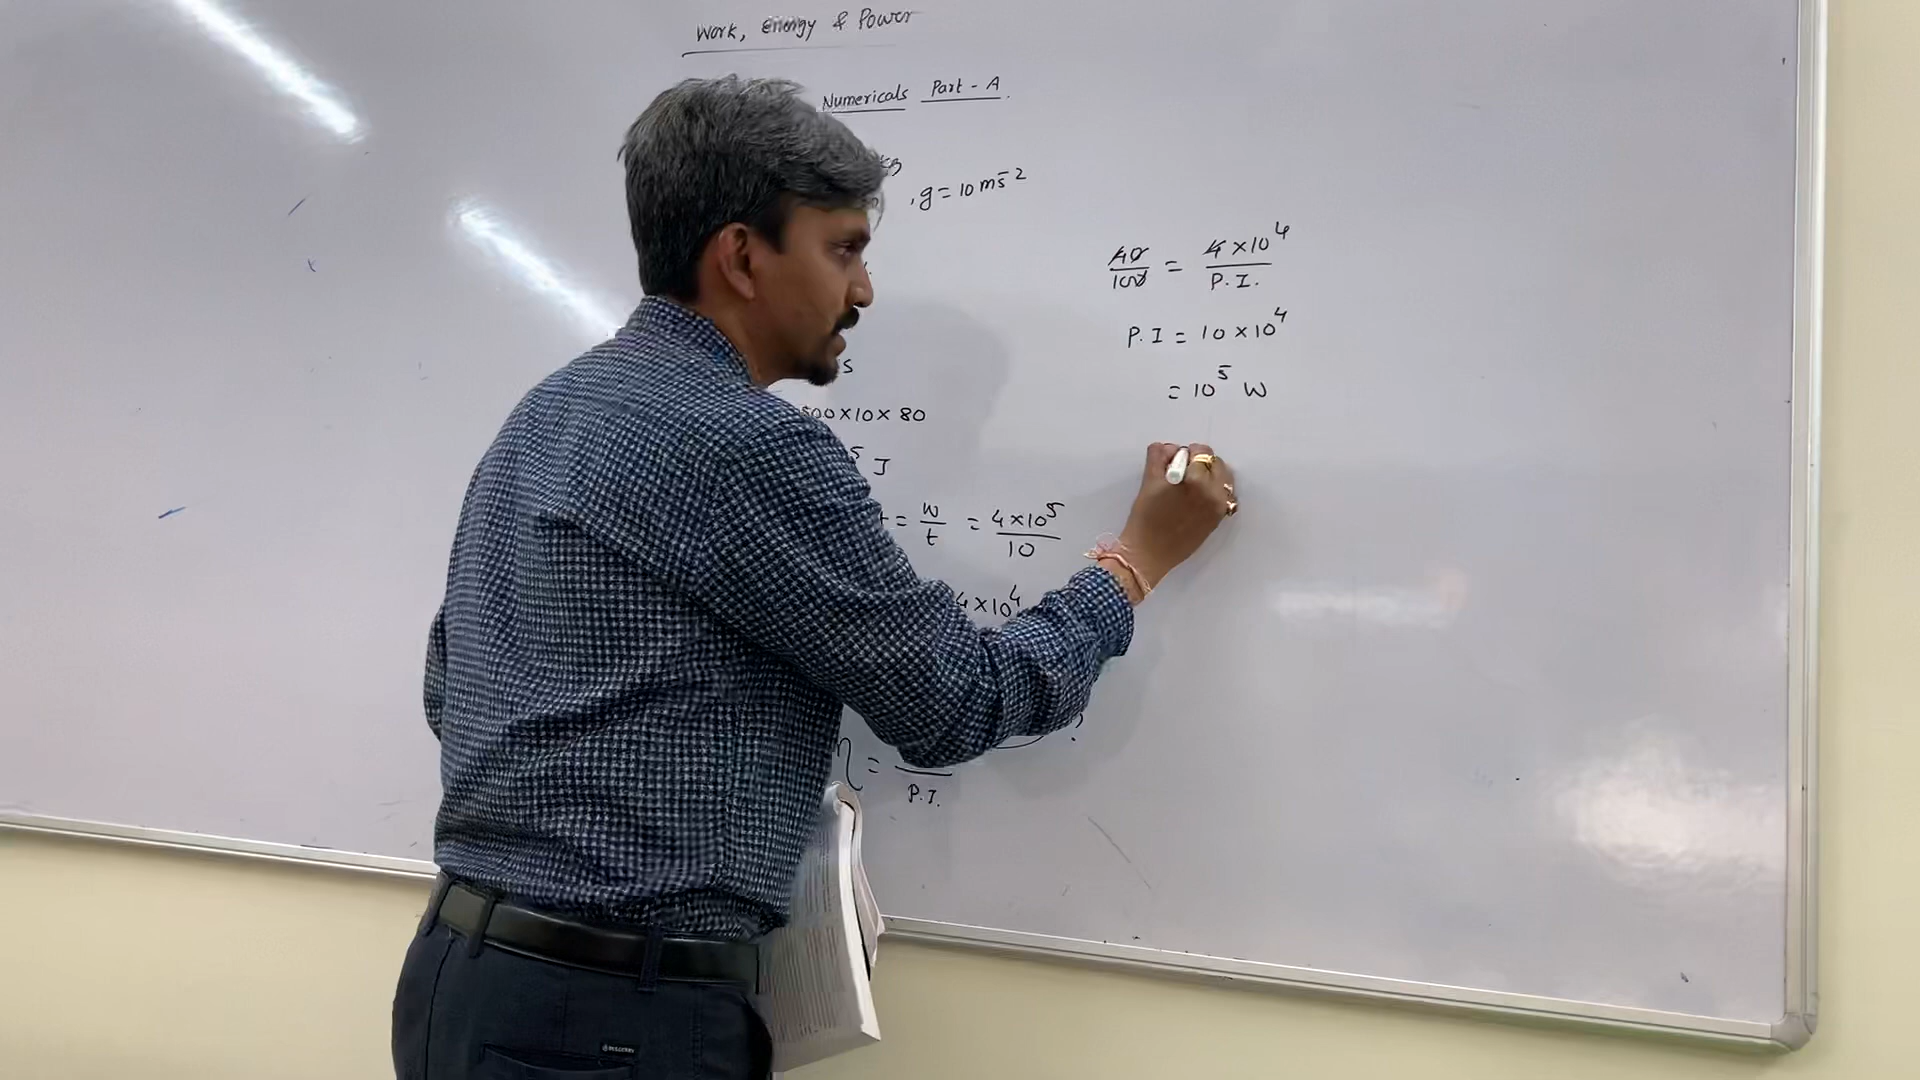 Work, Energy & Power
Numericals Part - A.
, g = 10 ms⁻²
500 × 10 × 80
⁵ J
= w/t = 4 × 10⁵/10
4 × 10⁴
?
η = /P.I.
40/100 = 4 × 10⁴/P.I.
P.I = 10 × 10⁴
= 10⁵ W